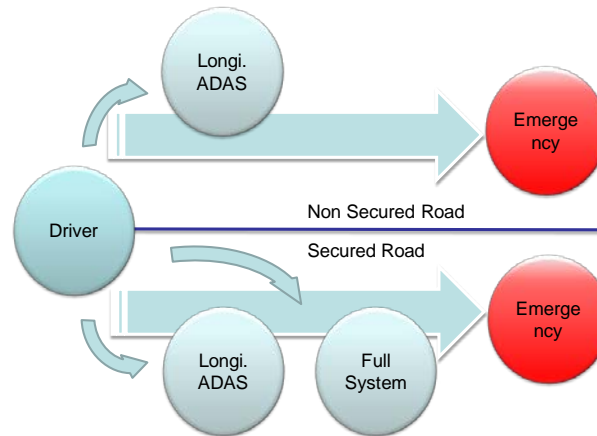 Longi.
ADAS
Emerge
ncy
Driver
Non Secured Road
Secured Road
Longi.
ADAS
Full
System
Emerge
ncy